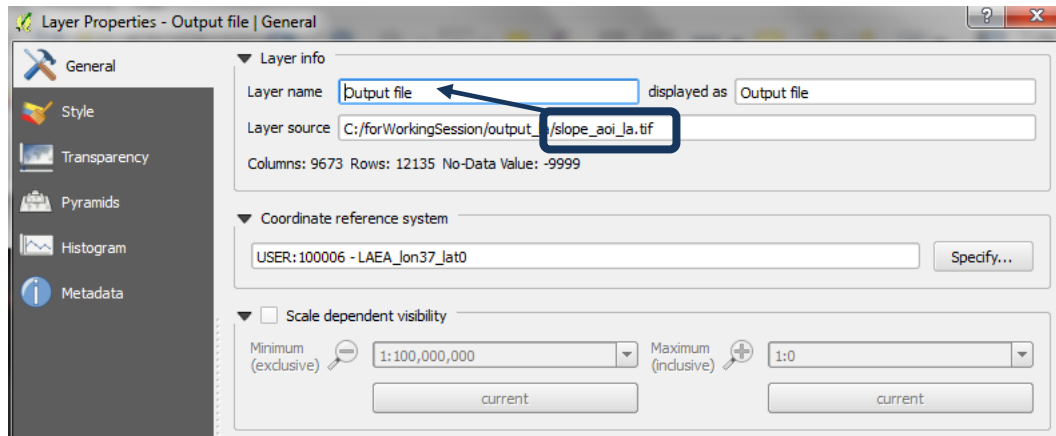 Layer Properties - Output file | General
General
Style
Transparency
Pyramids
Histogram
Metadata
Layer info
Layer name Output file displayed as Output file
Layer source C:/forWorkingSession/output_ /slope_aoi_la.tif
Columns: 9673 Rows: 12135 No-Data Value: -9999
Coordinate reference system
USER:100006 - LAEA_lon37_lat0 Specify...
Scale dependent visibility
Minimum (exclusive) 1:100,000,000 Maximum (inclusive) 1:0
current current